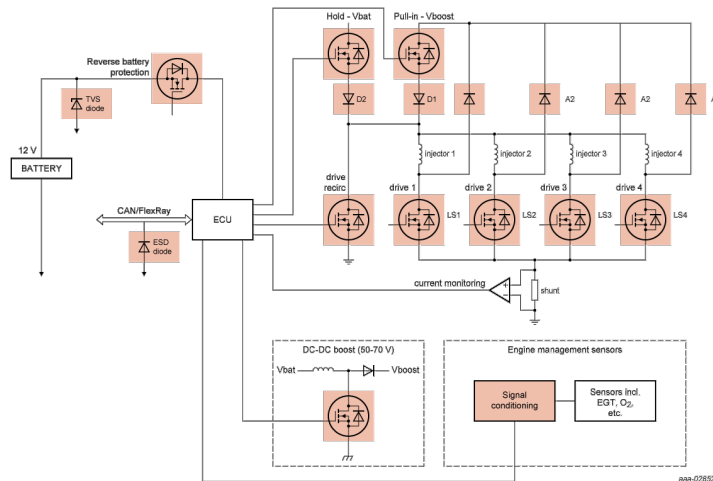 Hold - Vbat
Pull-in - Vboost
Reverse battery
protection
TVS
diode
D2
D1
A2
A2
12 V
BATTERY
injector 1
injector 2
injector 3
injector 4
drive
recirc
drive 1
drive 2
drive 3
drive 4
LS1
LS2
LS3
LS4
CAN/FlexRay
ECU
ESD
diode
current monitoring
+
−
shunt
DC-DC boost (50-70 V)
Vbat
Vboost
Engine management sensors
Signal
conditioning
Sensors incl.
EGT, O2,
etc.